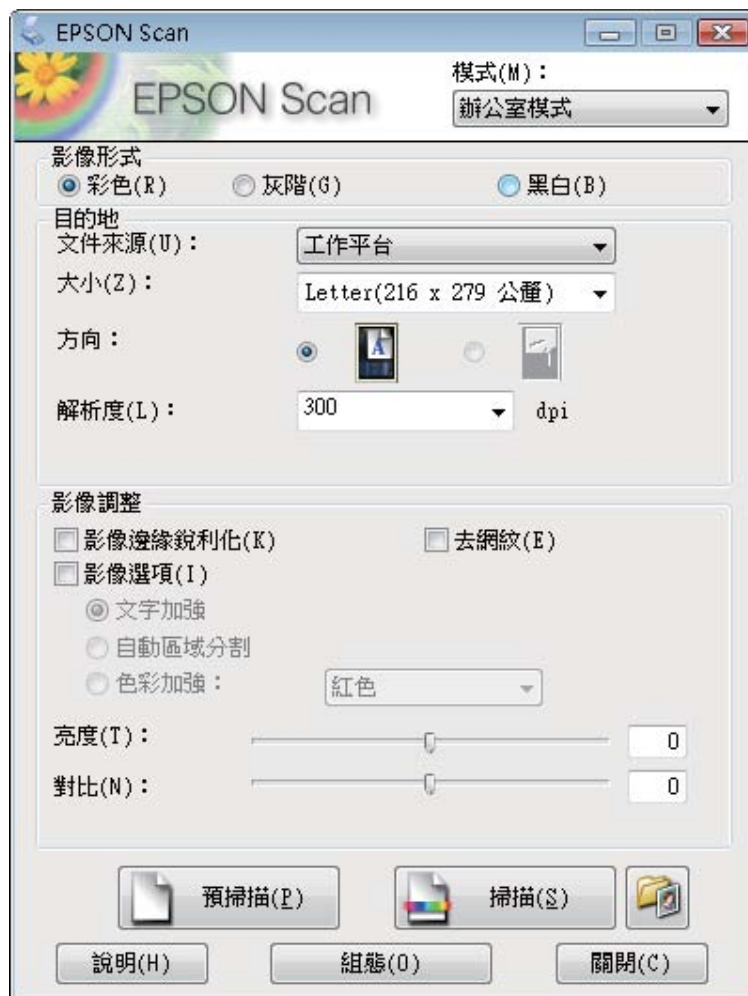 EPSON Scan
EPSON Scan
模式(M)：
辦公室模式
影像形式
彩色(R) 灰階(G) 黑白(B)
目的地
文件來源(U)： 工作平台
大小(Z)： Letter(216 x 279 公釐)
方向： A
解析度(L)： 300 dpi
影像調整
影像邊緣銳利化(K) 去網紋(E)
影像選項(I)
文字加強
自動區域分割
色彩加強： 紅色
亮度(T)： 0
對比(N)： 0
預掃描(P) 掃描(S)
說明(H) 組態(O) 關閉(C)